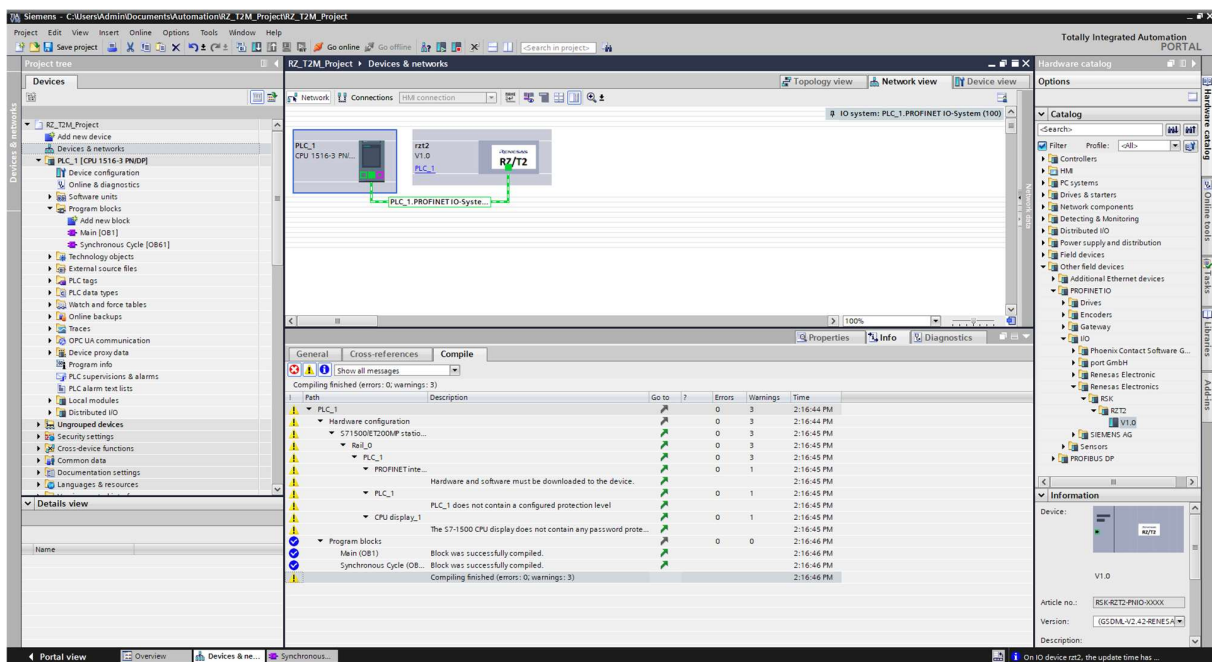 Siemens - C:\Users\Admin\Documents\Automation\RZ_T2M_Project\RZ_T2M_Project
Project Edit View Insert Online Options Tools Window Help
Totally Integrated Automation
PORTAL
Save project Go online Go offline <Search in project>
Project tree
Devices
Devices & networks
RZ_T2M_Project
Add new device
Devices & networks
PLC_1 [CPU 1516-3 PN/DP]
Device configuration
Online & diagnostics
Software units
Program blocks
Add new block
Main [OB1]
Synchronous Cycle [OB61]
Technology objects
External source files
PLC tags
PLC data types
Watch and force tables
Online backups
Traces
OPC UA communication
Device proxy data
Program info
PLC supervisions & alarms
PLC alarm text lists
Local modules
Distributed I/O
Ungrouped devices
Security settings
Cross-device functions
Common data
Documentation settings
Languages & resources
Details view
Name
RZ_T2M_Project Devices & networks
Topology view Network view Device view
Network Connections HMI connection
IO system: PLC_1.PROFINET IO-System (100)
PLC_1
CPU 1516-3 PN/...
rzt2
V1.0
PLC_1
RENESAS
RZ/T2
PLC_1.PROFINET IO-Syste...
Network data
100%
Properties Info Diagnostics
General Cross-references Compile
Show all messages
Compiling finished (errors: 0; warnings: 3)
! Path Description Go to ? Errors Warnings Time
PLC_1 0 3 2:16:44 PM
Hardware configuration 0 3 2:16:44 PM
S71500/ET200MP statio... 0 3 2:16:45 PM
Rail_0 0 3 2:16:45 PM
PLC_1 0 3 2:16:45 PM
PROFINET inte... 0 1 2:16:45 PM
Hardware and software must be downloaded to the device. 2:16:45 PM
PLC_1 0 1 2:16:45 PM
PLC_1 does not contain a configured protection level 2:16:45 PM
CPU display_1 0 1 2:16:45 PM
The S7-1500 CPU display does not contain any password prote... 2:16:45 PM
Program blocks 0 0 2:16:46 PM
Main (OB1) Block was successfully compiled. 2:16:46 PM
Synchronous Cycle (OB... Block was successfully compiled. 2:16:46 PM
Compiling finished (errors: 0; warnings: 3) 2:16:46 PM
Hardware catalog
Options
Catalog
<Search>
Filter Profile: <All>
Controllers
HMI
PC systems
Drives & starters
Network components
Detecting & Monitoring
Distributed I/O
Power supply and distribution
Field devices
Other field devices
Additional Ethernet devices
PROFINET IO
Drives
Encoders
Gateway
I/O
Phoenix Contact Software G...
port GmbH
Renesas Electronic
Renesas Electronics
RSK
RZT2
V1.0
SIEMENS AG
Sensors
PROFIBUS DP
Information
Device:
RZ/T2
V1.0
Article no.: RSK-RZT2-PNIO-XXXX
Version: (GSDML-V2.42-RENESA
Description:
Hardware catalog
Online tools
Tasks
Libraries
Add-ins
Portal view Overview Devices & ne... Synchronous...
On IO device rzt2, the update time has ...